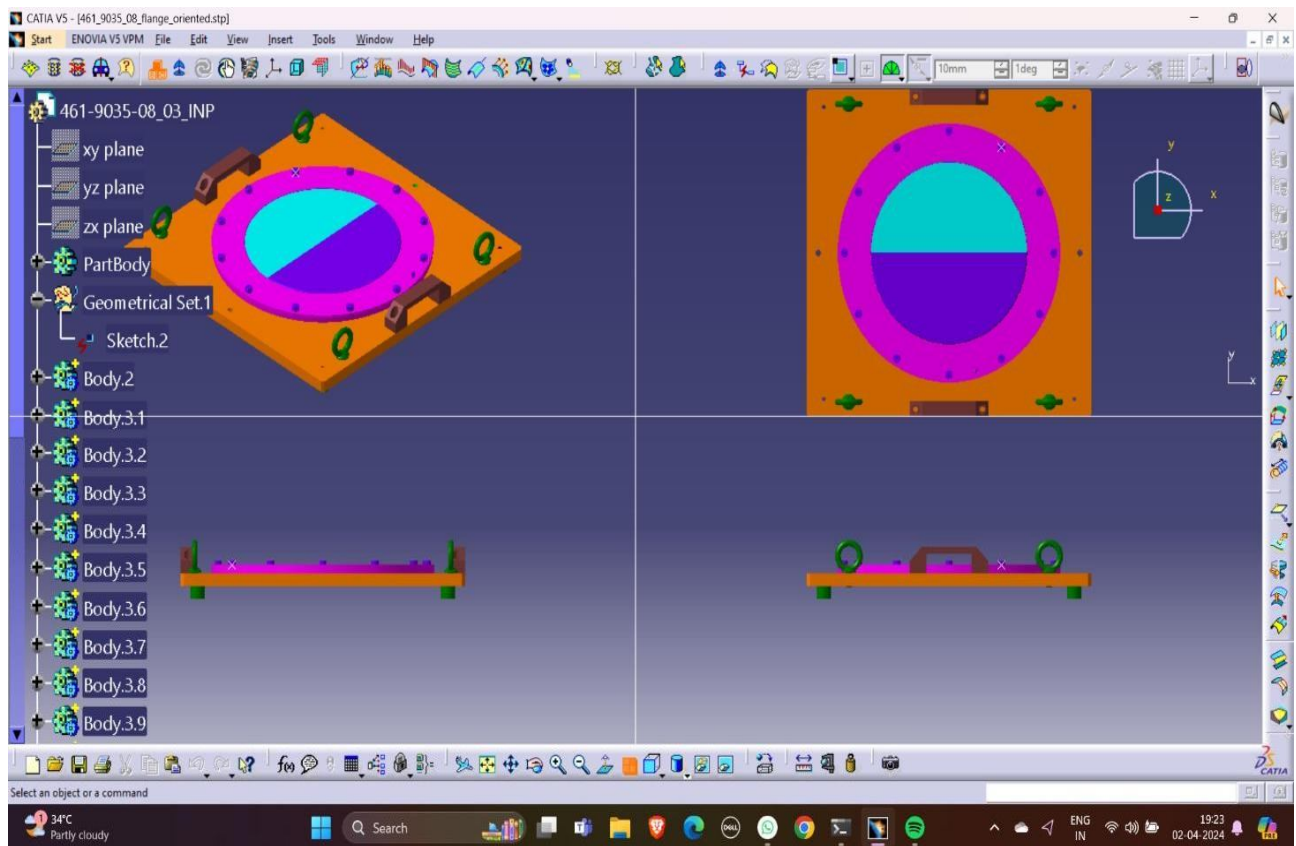 CATIA V5 - [461_9035_08_flange_oriented.stp]
Start ENOVIA V5 VPM File Edit View Insert Tools Window Help
10mm 1deg
461-9035-08_03_INP
xy plane
yz plane
zx plane
PartBody
Geometrical Set.1
Sketch.2
Body.2
Body.3.1
Body.3.2
Body.3.3
Body.3.4
Body.3.5
Body.3.6
Body.3.7
Body.3.8
Body.3.9
y
x
z
y
x
f(x)
DS
CATIA
Select an object or a command
1
34°C
Partly cloudy
Search
DELL
ENG
IN
19:23
02-04-2024
PRE